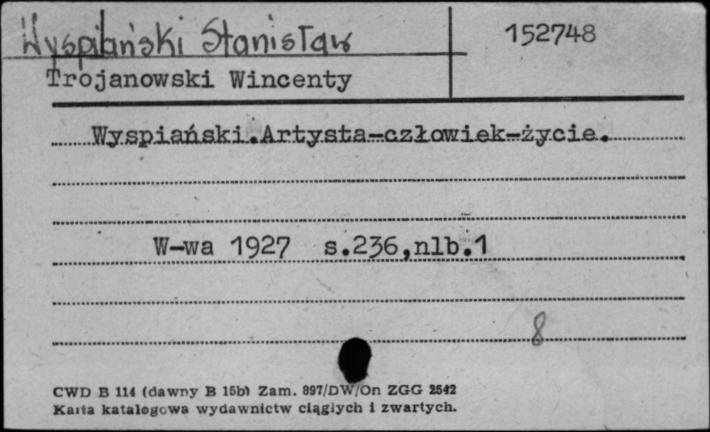 Wyspiański Stanisław
152748
Trojanowski Wincenty
Wyspiański.Artysta-człowiek-życie.
W-wa 1927 s.236,nlb.1
8
CWD B 114 (dawny B 15b) Zam. 897/DW/On ZGG 2542
Karta katalogowa wydawnictw ciągłych i zwartych.